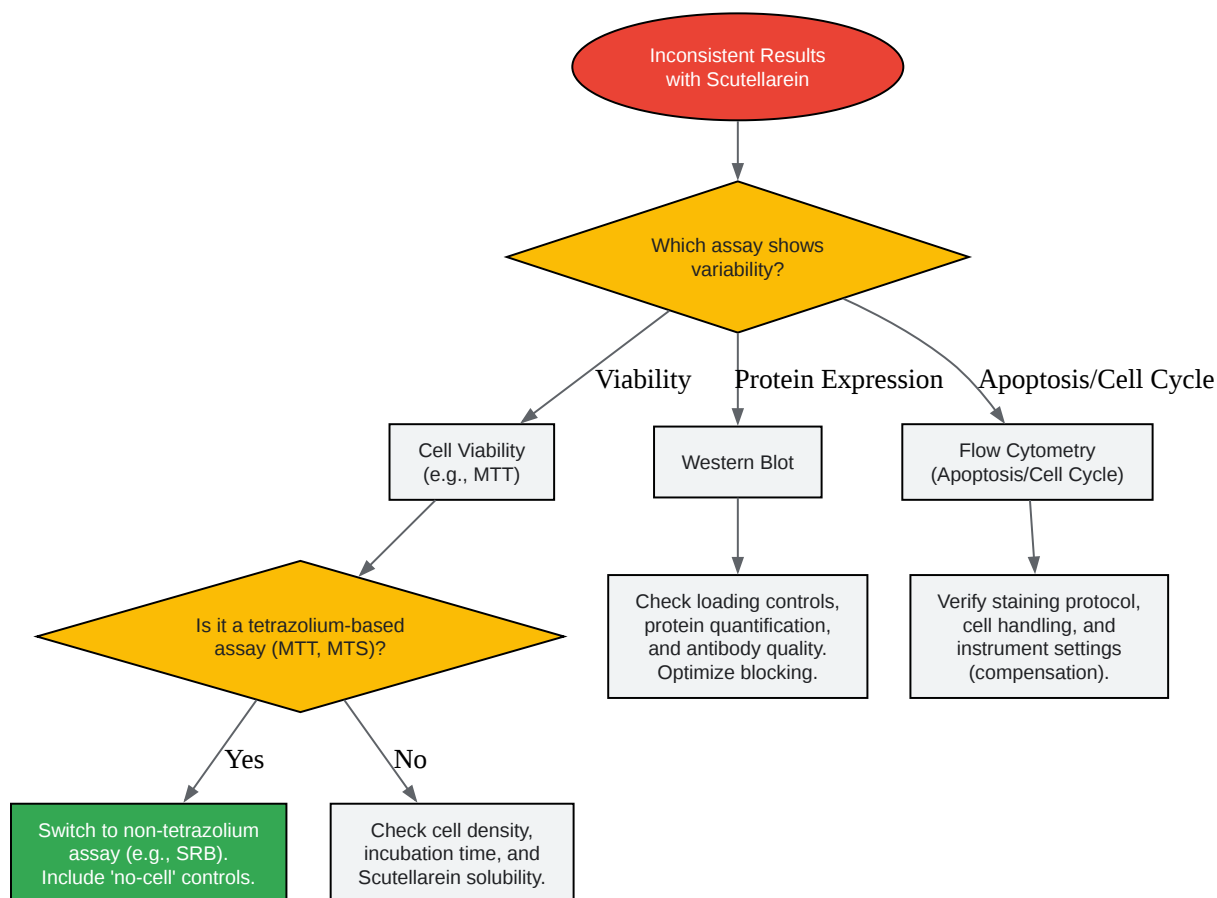 Inconsistent Results
with Scutellarein
Which assay shows
variability?
Viability
Protein Expression
Apoptosis/Cell Cycle
Cell Viability
(e.g., MTT)
Western Blot
Flow Cytometry
(Apoptosis/Cell Cycle)
Is it a tetrazolium-based
assay (MTT, MTS)?
Check loading controls,
protein quantification,
and antibody quality.
Optimize blocking.
Verify staining protocol,
cell handling, and
instrument settings
(compensation).
Yes
No
Switch to non-tetrazolium
assay (e.g., SRB).
Include 'no-cell' controls.
Check cell density,
incubation time, and
Scutellarein solubility.